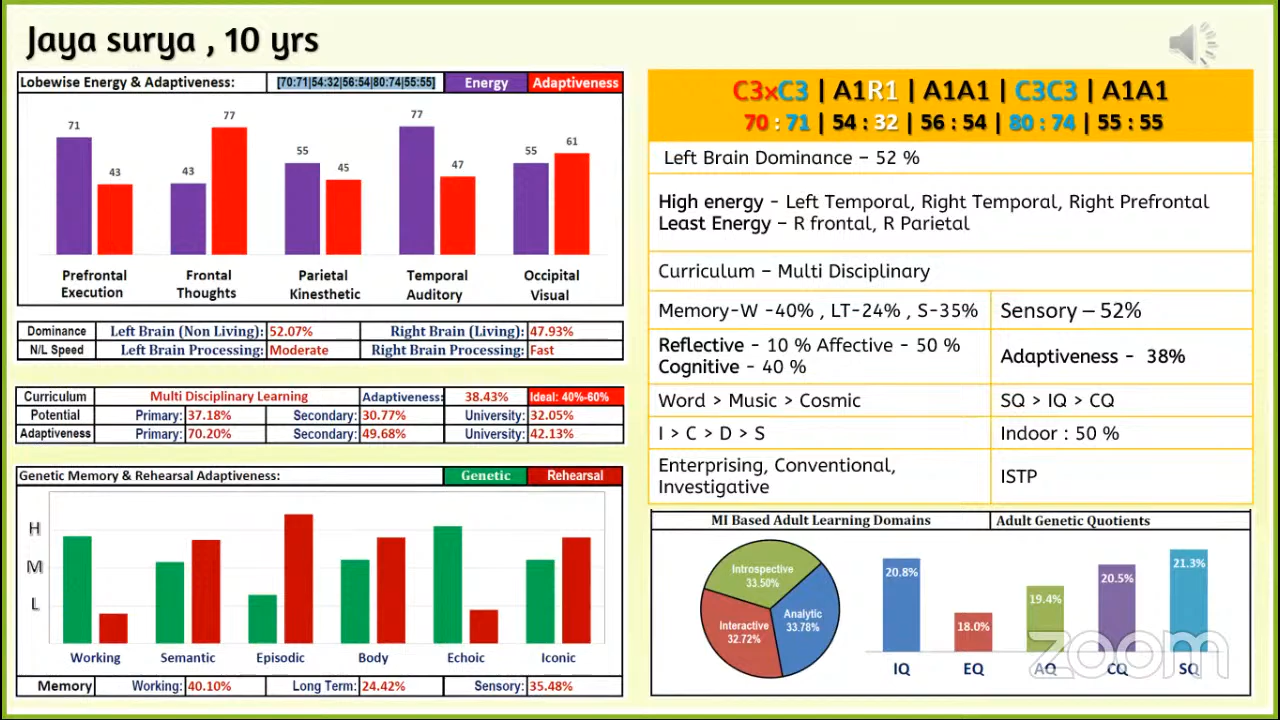 Jaya surya , 10 yrs
Lobewise Energy & Adaptiveness: [70:71|54:32|56:54|80:74|55:55] Energy Adaptiveness
71 43 43 77 55 45 77 47 55 61
Prefrontal Execution
Frontal Thoughts
Parietal Kinesthetic
Temporal Auditory
Occipital Visual
Dominance Left Brain (Non Living): 52.07% Right Brain (Living): 47.93%
N/L Speed Left Brain Processing: Moderate Right Brain Processing: Fast
Curriculum Multi Disciplinary Learning Adaptiveness: 38.43% Ideal: 40%-60%
Potential Primary: 37.18% Secondary: 30.77% University: 32.05%
Adaptiveness Primary: 70.20% Secondary: 49.68% University: 42.13%
Genetic Memory & Rehearsal Adaptiveness: Genetic Rehearsal
H
M
L
Working Semantic Episodic Body Echoic Iconic
Memory Working: 40.10% Long Term: 24.42% Sensory: 35.48%
C3xC3 | A1R1 | A1A1 | C3C3 | A1A1
70 : 71 | 54 : 32 | 56 : 54 | 80 : 74 | 55 : 55
Left Brain Dominance – 52 %
High energy - Left Temporal, Right Temporal, Right Prefrontal
Least Energy – R frontal, R Parietal
Curriculum – Multi Disciplinary
Memory-W -40% , LT-24% , S-35% Sensory – 52%
Reflective - 10 % Affective - 50 %
Cognitive - 40 %
Adaptiveness - 38%
Word > Music > Cosmic SQ > IQ > CQ
I > C > D > S Indoor : 50 %
Enterprising, Conventional,
Investigative
ISTP
MI Based Adult Learning Domains Adult Genetic Quotients
Introspective
33.50%
Analytic
33.78%
Interactive
32.72%
20.8% 18.0% 19.4% 20.5% 21.3%
IQ EQ AQ CQ SQ
zoom